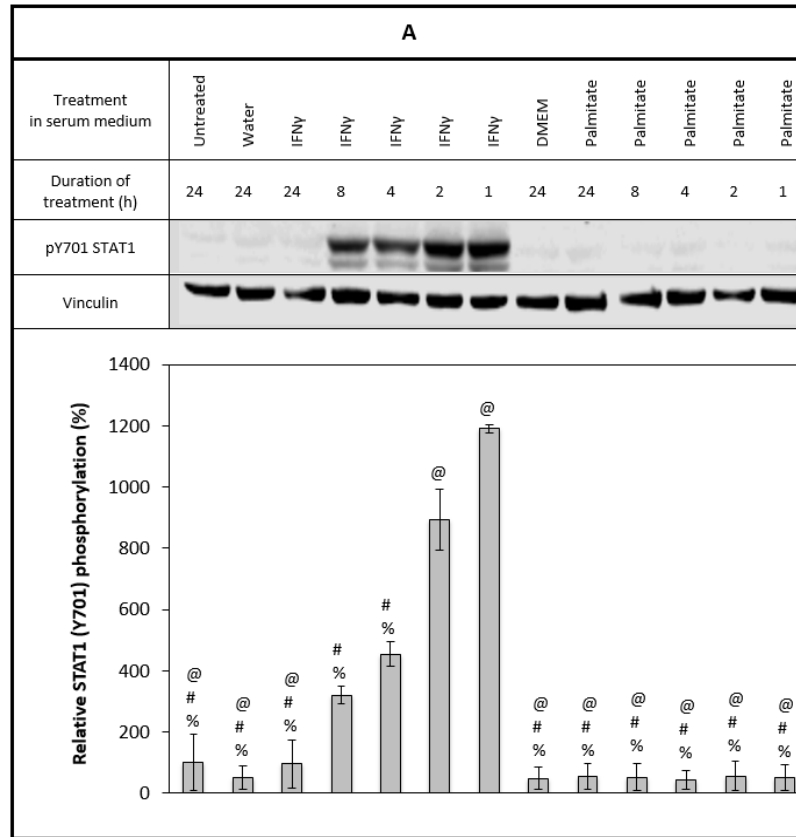 A
Treatment
in serum medium
Untreated
Water
IFNγ
IFNγ
IFNγ
IFNγ
IFNγ
DMEM
Palmitate
Palmitate
Palmitate
Palmitate
Palmitate
Duration of
treatment (h)
24 24 24 8 4 2 1 24 24 8 4 2 1
pY701 STAT1
Vinculin
Relative STAT1 (Y701) phosphorylation (%)
1400
1200
1000
800
600
400
200
0
@
#
%
@
#
%
@
#
%
#
%
#
%
@
@
@
#
%
@
#
%
@
#
%
@
#
%
@
#
%
@
#
%